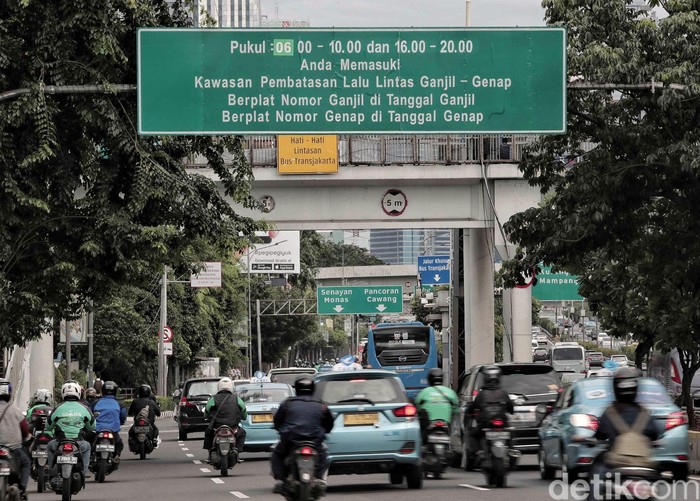 Pukul : 06 00 - 10.00 dan 16.00 - 20.00
Anda Memasuki
Kawasan Pembatasan Lalu Lintas Ganjil - Genap
Berplat Nomor Ganjil di Tanggal Ganjil
Berplat Nomor Genap di Tanggal Genap
Hati - Hati
Lintasan
Bus Transjakarta
5 m
Jalur Khusus
Bus Transjakarta
Senayan
Monas
Pancoran
Cawang
MAMPANG
detikcom